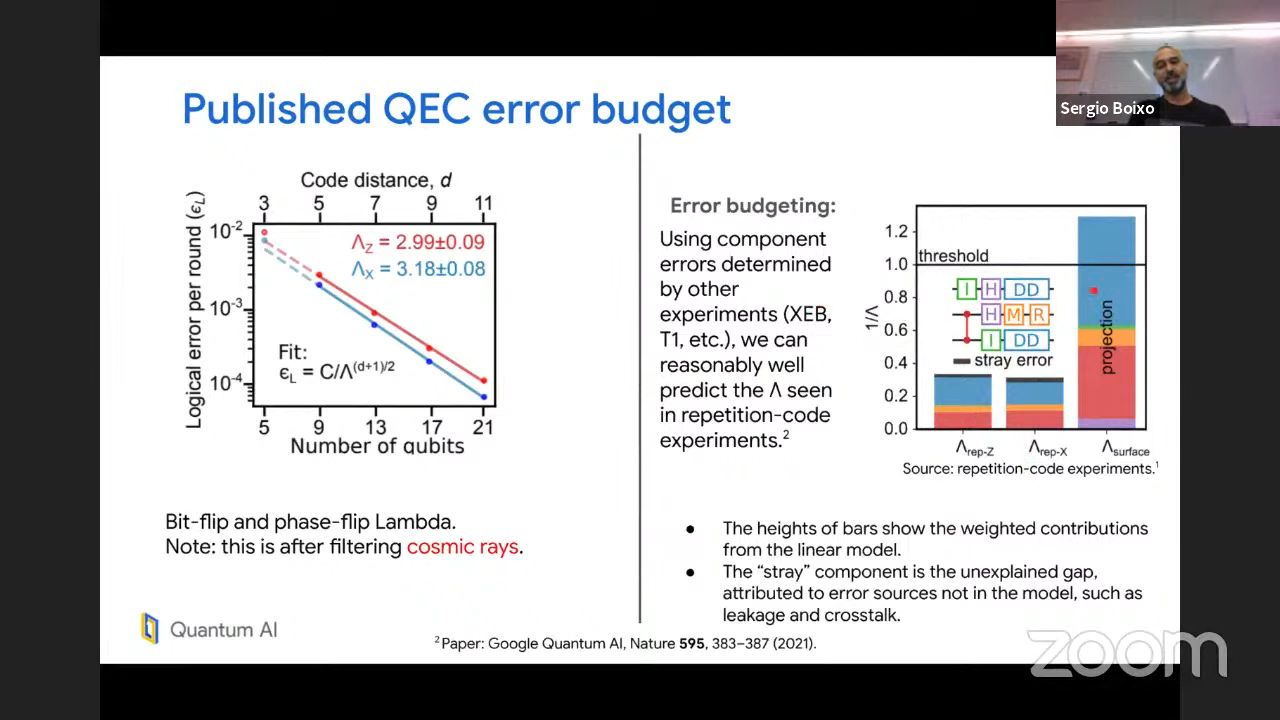 Sergio Boixo
Published QEC error budget
Code distance, d
3 5 7 9 11
Logical error per round (ϵL)
10⁻²
10⁻³
10⁻⁴
ΛZ = 2.99±0.09
ΛX = 3.18±0.08
Fit:
ϵL = C/Λ^(d+1)/2
5 9 13 17 21
Number of qubits
Bit-flip and phase-flip Lambda.
Note: this is after filtering cosmic rays.
Error budgeting:
Using component
errors determined
by other
experiments (XEB,
T1, etc.), we can
reasonably well
predict the Λ seen
in repetition-code
experiments.²
1/Λ
1.2
1.0
0.8
0.6
0.4
0.2
0.0
threshold
I H DD
H M R
I DD
stray error
projection
Λrep-Z Λrep-X Λsurface
Source: repetition-code experiments.¹
● The heights of bars show the weighted contributions
from the linear model.
● The “stray” component is the unexplained gap,
attributed to error sources not in the model, such as
leakage and crosstalk.
Quantum AI
² Paper: Google Quantum AI, Nature 595, 383–387 (2021).
zoom